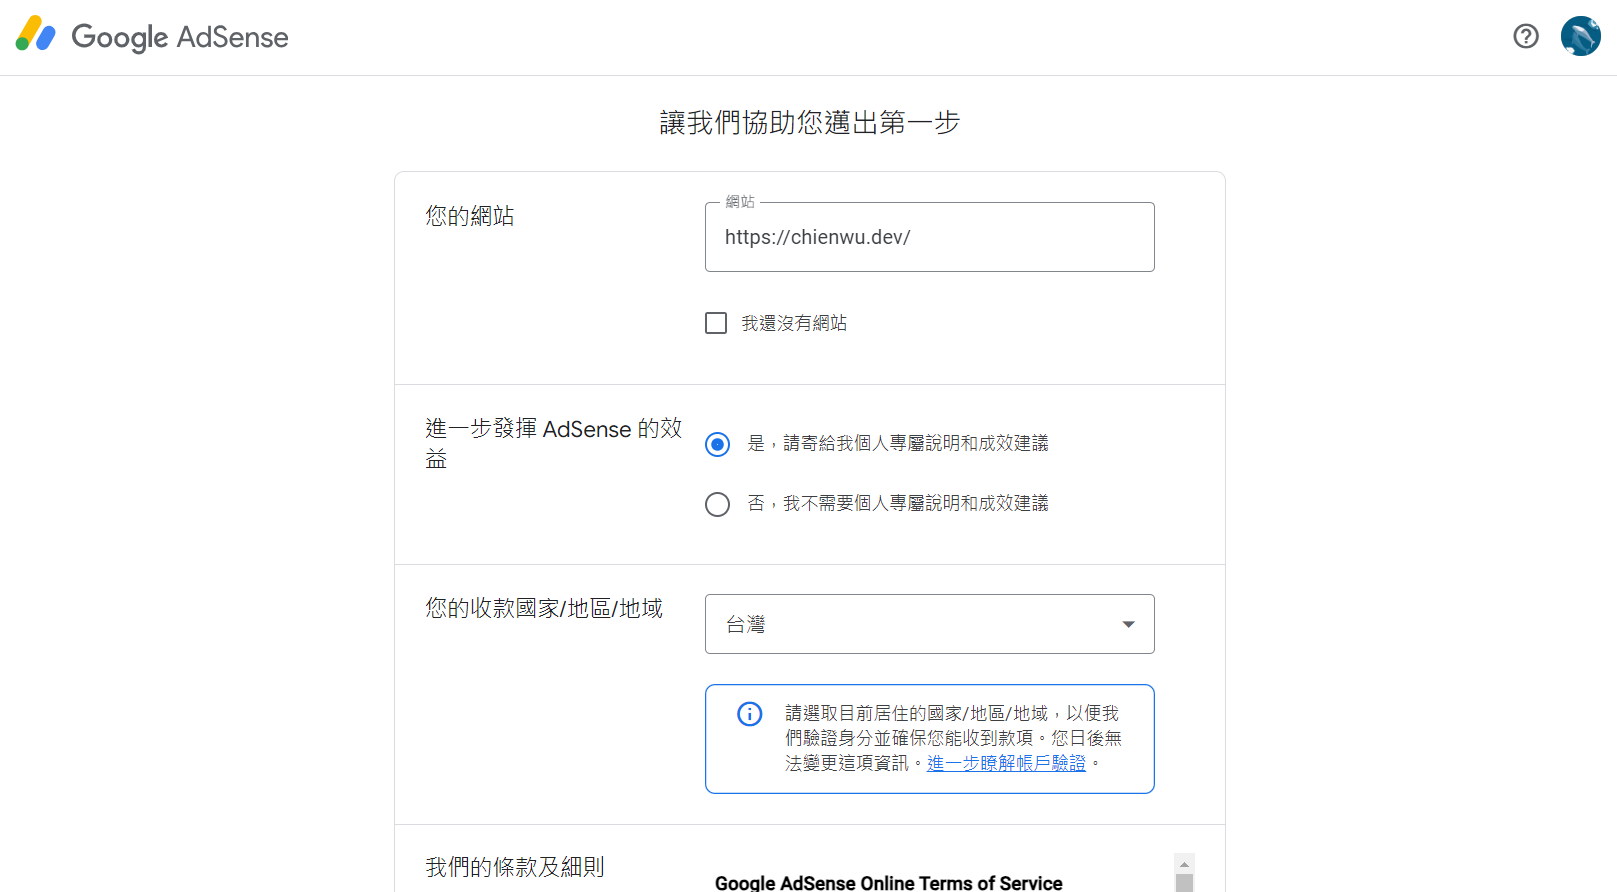 Google AdSense
讓我們協助您邁出第一步
您的網站
網站
https://chienwu.dev/
我還沒有網站
進一步發揮 AdSense 的效
益
是，請寄給我個人專屬說明和成效建議
否，我不需要個人專屬說明和成效建議
您的收款國家/地區/地域
台灣
請選取目前居住的國家/地區/地域，以便我
們驗證身分並確保您能收到款項。您日後無
法變更這項資訊。進一步瞭解帳戶驗證。
我們的條款及細則
Google AdSense Online Terms of Service